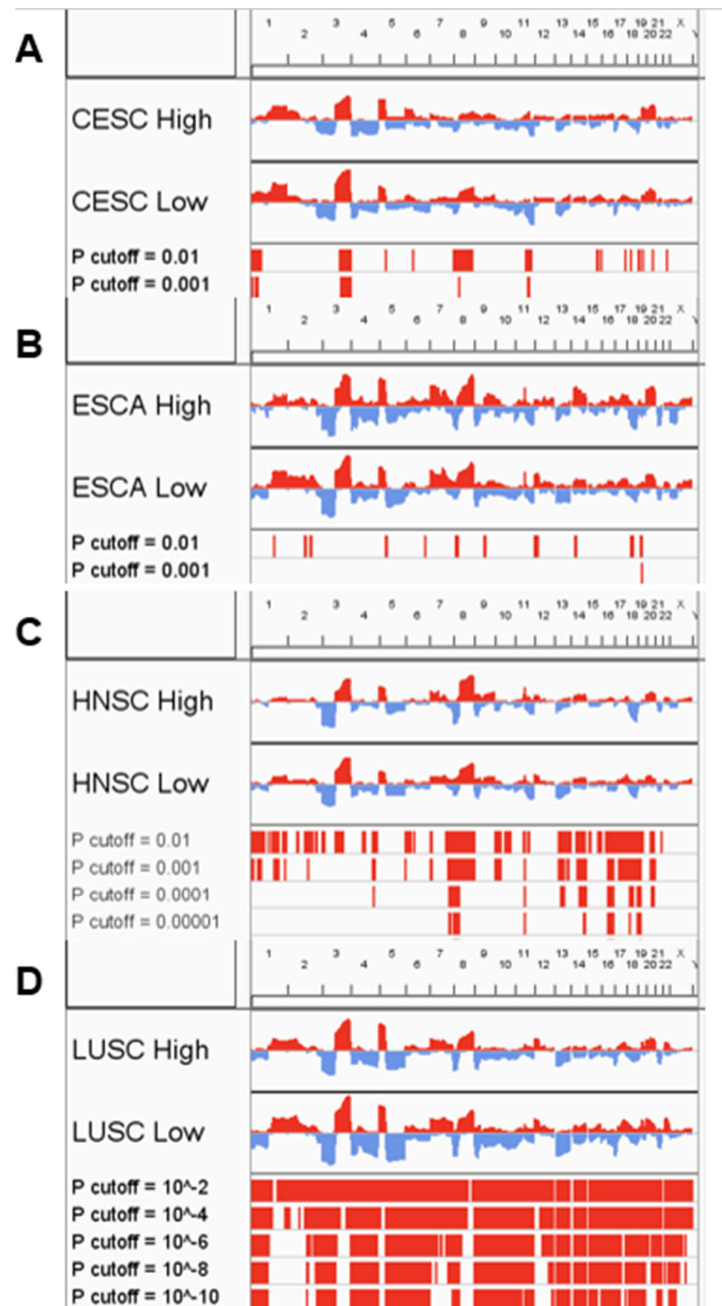 A
1 3 5 7 9 11 13 15 17 19 21 X
2 4 6 8 10 12 14 16 18 20 22 Y
CESC High
CESC Low
P cutoff = 0.01
P cutoff = 0.001
B
1 3 5 7 9 11 13 15 17 19 21 X
2 4 6 8 10 12 14 16 18 20 22 Y
ESCA High
ESCA Low
P cutoff = 0.01
P cutoff = 0.001
C
1 3 5 7 9 11 13 15 17 19 21 X
2 4 6 8 10 12 14 16 18 20 22 Y
HNSC High
HNSC Low
P cutoff = 0.01
P cutoff = 0.001
P cutoff = 0.0001
P cutoff = 0.00001
D
1 3 5 7 9 11 13 15 17 19 21 X
2 4 6 8 10 12 14 16 18 20 22 Y
LUSC High
LUSC Low
P cutoff = 10^-2
P cutoff = 10^-4
P cutoff = 10^-6
P cutoff = 10^-8
P cutoff = 10^-10